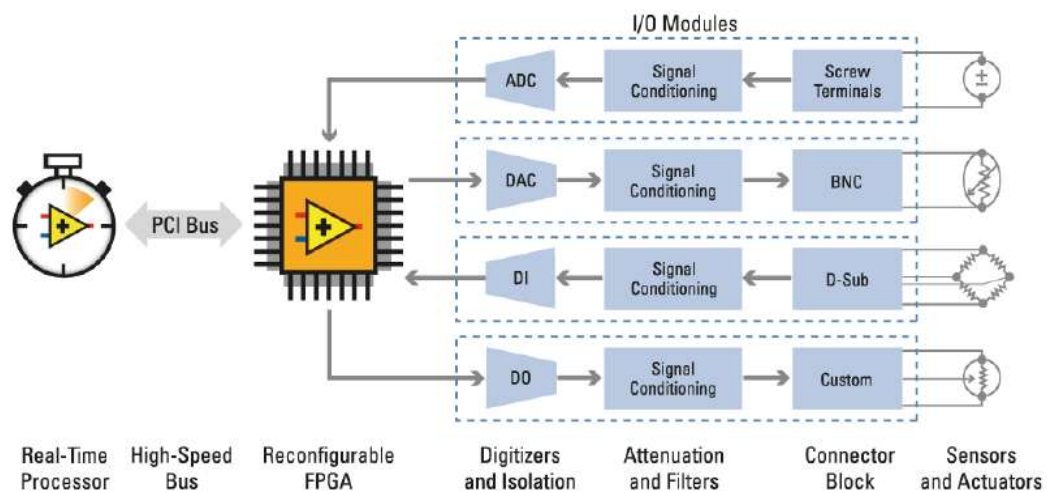 I/O Modules
ADC
Signal
Conditioning
Screw
Terminals
PCI Bus
DAC
Signal
Conditioning
BNC
DI
Signal
Conditioning
D-Sub
DO
Signal
Conditioning
Custom
Real-Time
Processor
High-Speed
Bus
Reconfigurable
FPGA
Digitizers
and Isolation
Attenuation
and Filters
Connector
Block
Sensors
and Actuators